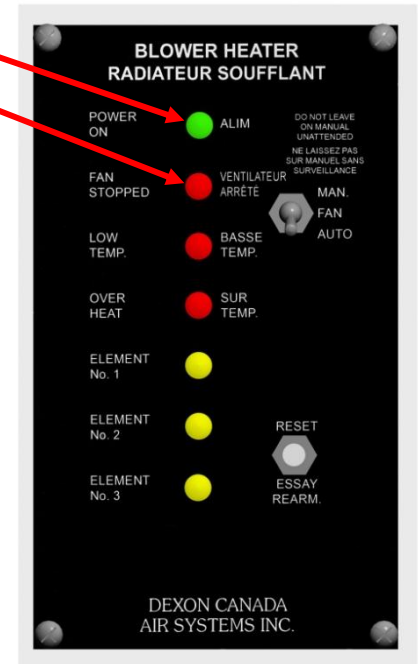 BLOWER HEATER
RADIATEUR SOUFFLANT
POWER
ON
ALIM
DO NOT LEAVE
ON MANUAL
UNATTENDED
NE LAISSEZ PAS
SUR MANUEL SANS
SURVEILLANCE
FAN
STOPPED
VENTILATEUR
ARRÊTÉ
MAN.
FAN
AUTO
LOW
TEMP.
BASSE
TEMP.
OVER
HEAT
SUR
TEMP.
ELEMENT
No. 1
ELEMENT
No. 2
RESET
ELEMENT
No. 3
ESSAY
REARM.
DEXON CANADA
AIR SYSTEMS INC.